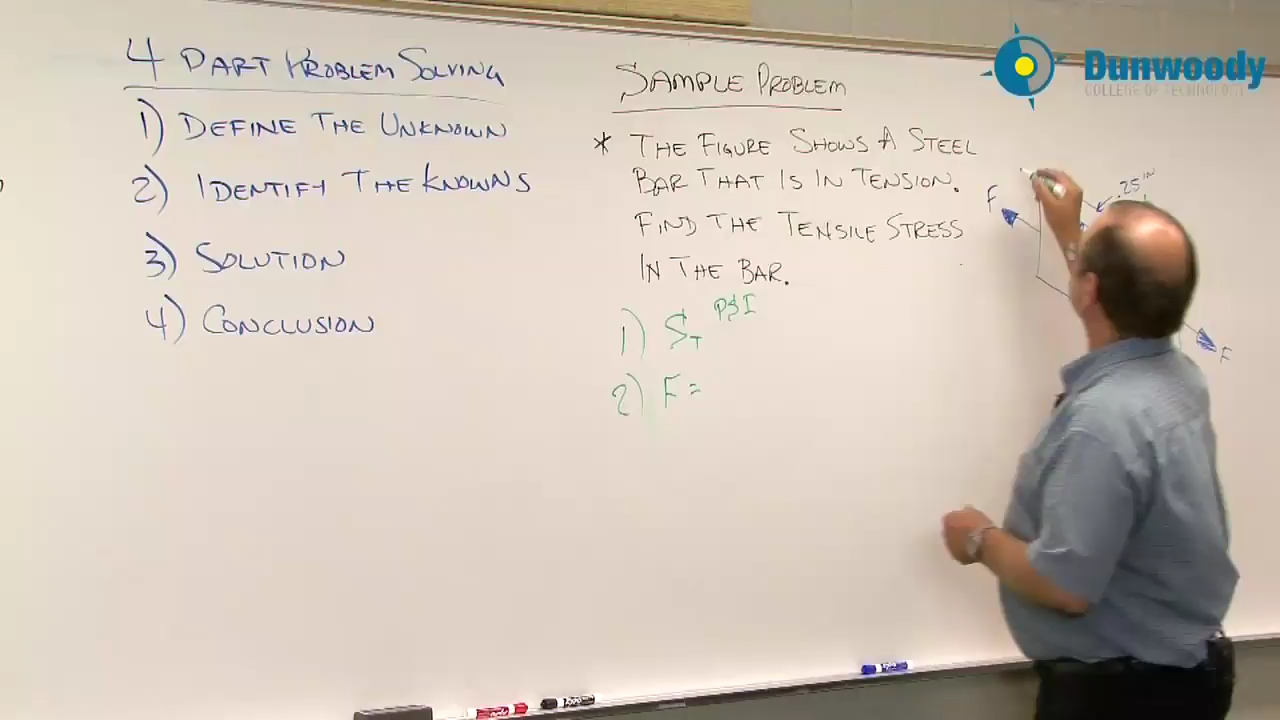 4 PART PROBLEM SOLVING
1) DEFINE THE UNKNOWN
2) IDENTIFY THE KNOWNS
3) SOLUTION
4) CONCLUSION
SAMPLE PROBLEM
* THE FIGURE SHOWS A STEEL
BAR THAT IS IN TENSION.
FIND THE TENSILE STRESS
IN THE BAR.
1) ST PSI
2) F =
F
.25 IN
F
Dunwoody
COLLEGE OF TECHNOLOGY